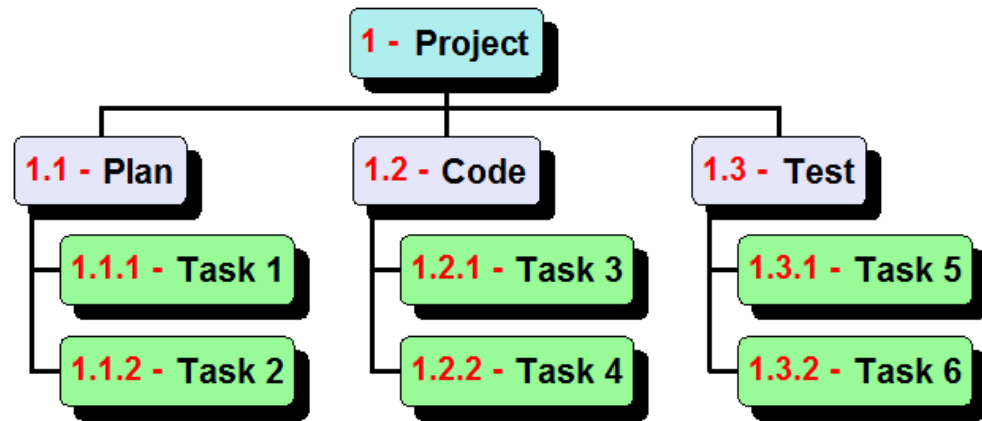 1 - Project
1.1 - Plan
1.2 - Code
1.3 - Test
1.1.1 - Task 1
1.2.1 - Task 3
1.3.1 - Task 5
1.1.2 - Task 2
1.2.2 - Task 4
1.3.2 - Task 6